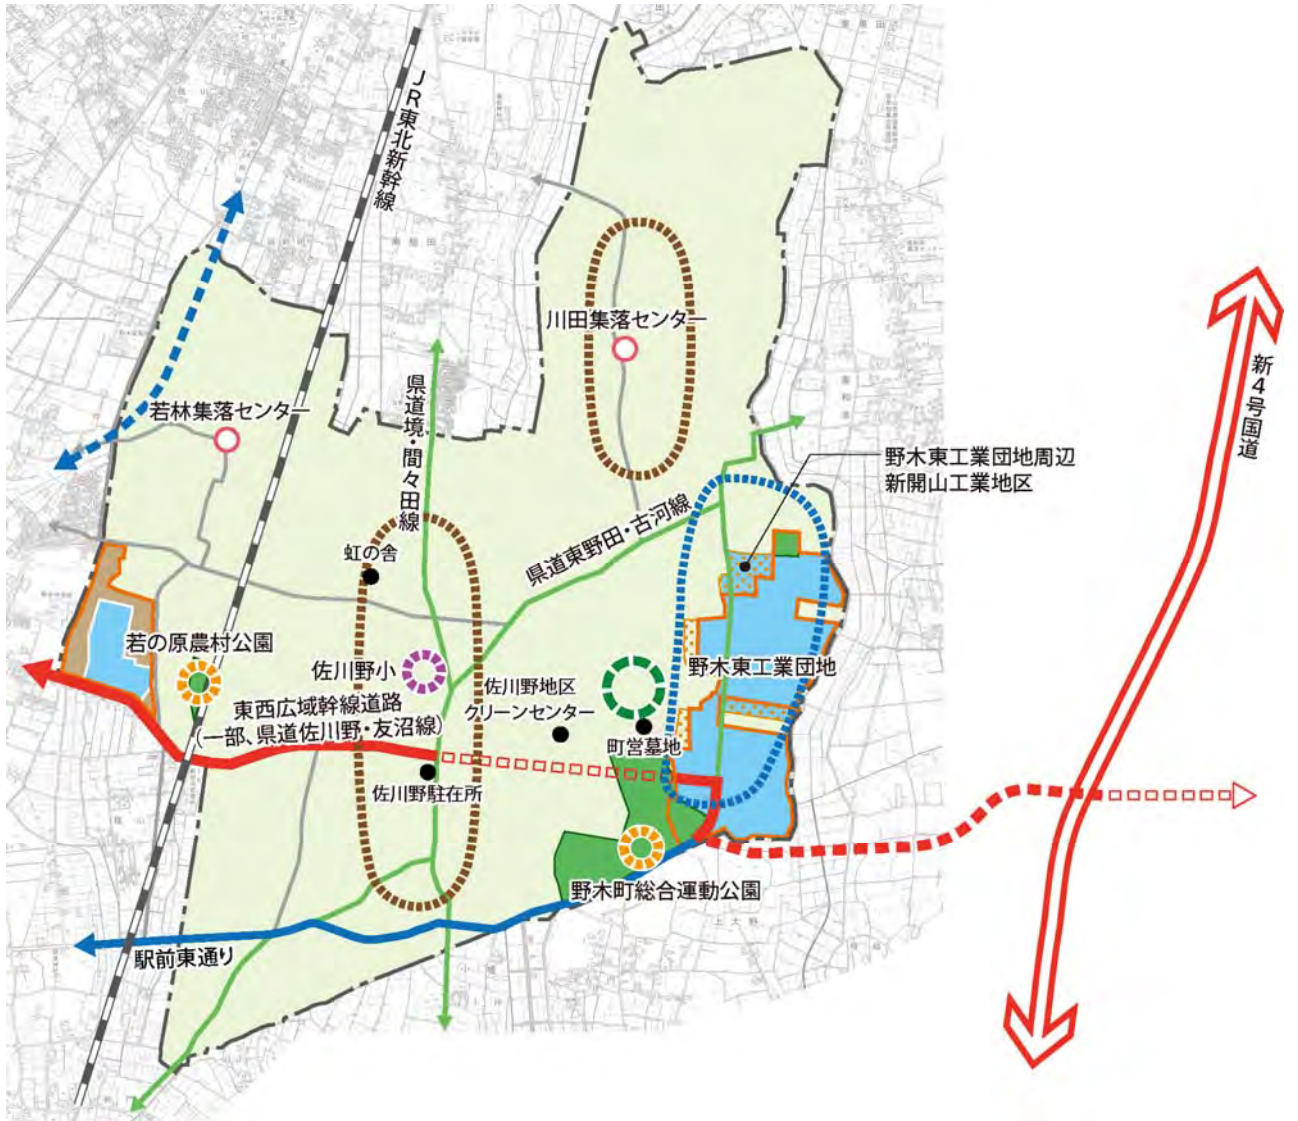 JR東北新幹線
川田集落センター
新4号国道
県道境・間々田線
若林集落センター
野木東工業団地周辺
新開山工業地区
県道東野田・古河線
虹の舎
若の原農村公園
佐川野小
野木東工業団地
佐川野地区
クリーンセンター
東西広域幹線道路
(一部、県道佐川野・友沼線)
町営墓地
佐川野駐在所
野木町総合運動公園
駅前東通り